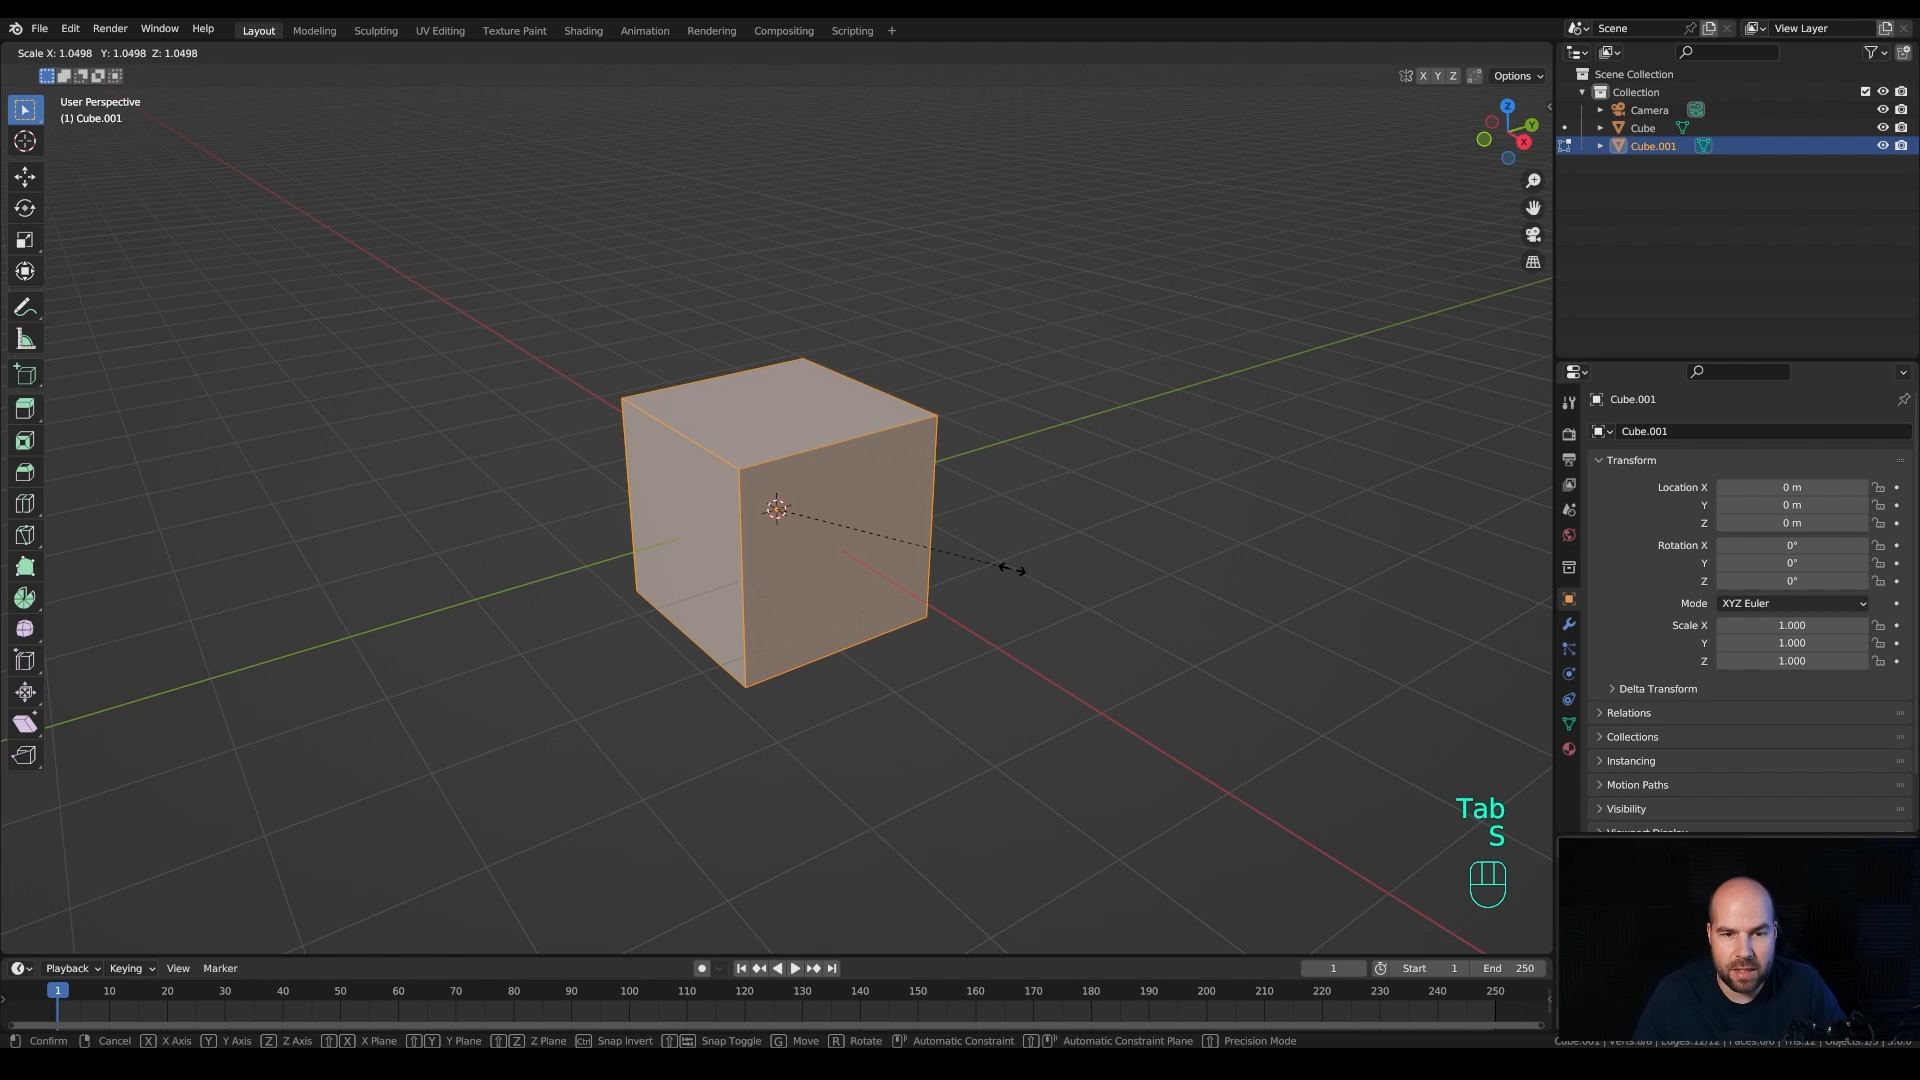 File Edit Render Window Help Layout Modeling Sculpting UV Editing Texture Paint Shading Animation Rendering Compositing Scripting + Scene View Layer
Scale X: 1.0498 Y: 1.0498 Z: 1.0498
X Y Z Options
User Perspective
(1) Cube.001
Z
Y
X
Scene Collection
Collection
Camera
Cube
Cube.001
Cube.001
Cube.001
Transform
Location X 0 m
Y 0 m
Z 0 m
Rotation X 0°
Y 0°
Z 0°
Mode XYZ Euler
Scale X 1.000
Y 1.000
Z 1.000
Delta Transform
Relations
Collections
Instancing
Motion Paths
Visibility
Tab
S
Playback Keying View Marker 1 Start 1 End 250
1 10 20 30 40 50 60 70 80 90 100 110 120 130 140 150 160 170 180 190 200 210 220 230 240 250
Confirm Cancel X X Axis Y Y Axis Z Z Axis X X Plane Y Y Plane Z Z Plane Ctrl Snap Invert Snap Toggle G Move R Rotate Automatic Constraint Automatic Constraint Plane Precision Mode